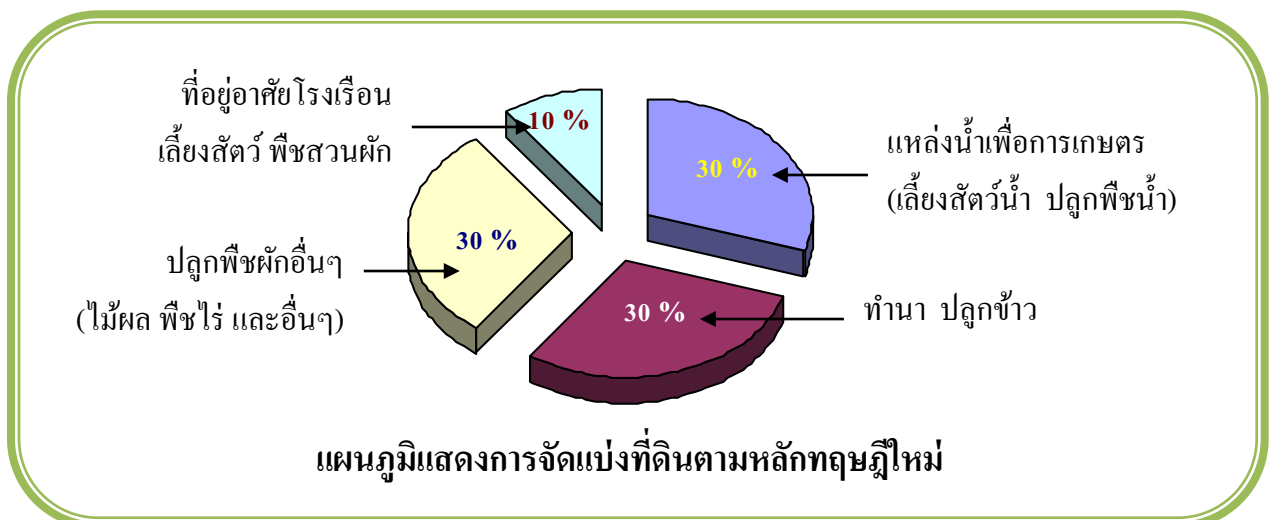 ที่อยู่อาศัยโรงเรือน
เลี้ยงสัตว์ พืชสวนผัก
10 %
30 %
แหล่งน้ำเพื่อการเกษตร
(เลี้ยงสัตว์น้ำ ปลูกพืชน้ำ)
ปลูกพืชผักอื่นๆ
(ไม้ผล พืชไร่ และอื่นๆ)
30 %
30 %
ทำนา ปลูกข้าว
แผนภูมิแสดงการจัดแบ่งที่ดินตามหลักทฤษฎีใหม่